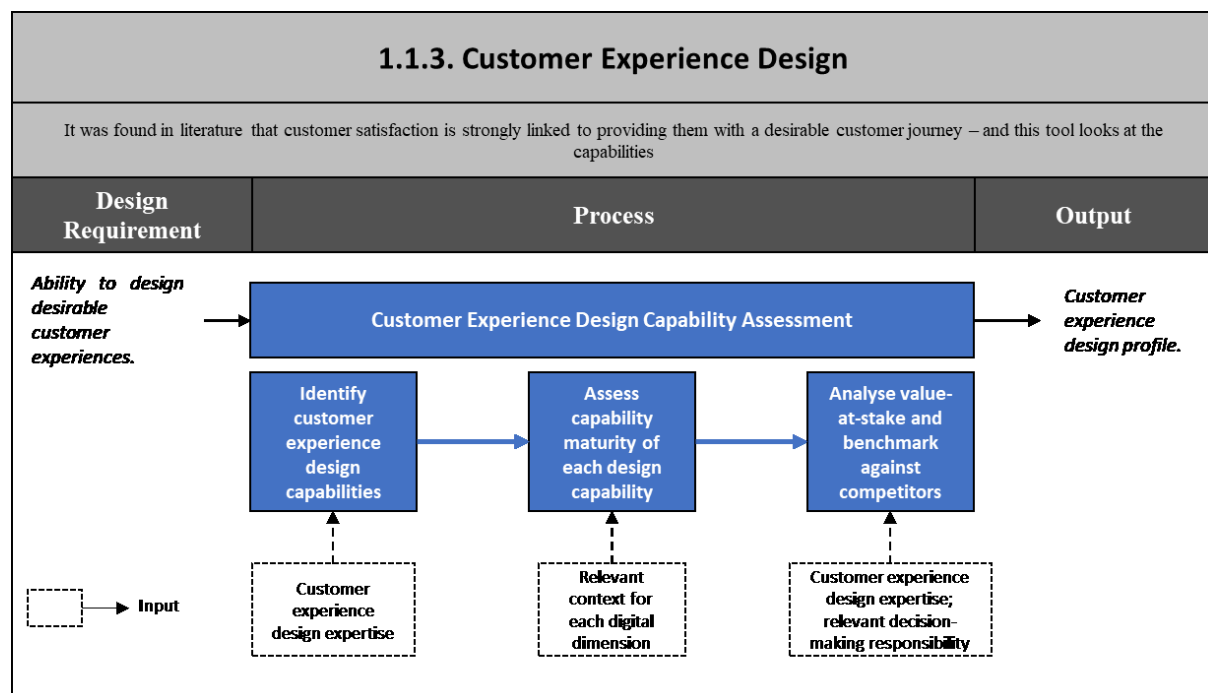 1.1.3. Customer Experience Design
It was found in literature that customer satisfaction is strongly linked to providing them with a desirable customer journey – and this tool looks at the
capabilities
Design
Requirement
Process
Output
Ability to design
desirable
customer
experiences.
Customer Experience Design Capability Assessment
Customer
experience
design profile.
Identify
customer
experience
design
capabilities
Assess
capability
maturity of
each design
capability
Analyse value-
at-stake and
benchmark
against
competitors
Customer
experience
design expertise
Relevant
context for
each digital
dimension
Customer experience
design expertise;
relevant decision-
making responsibility
Input